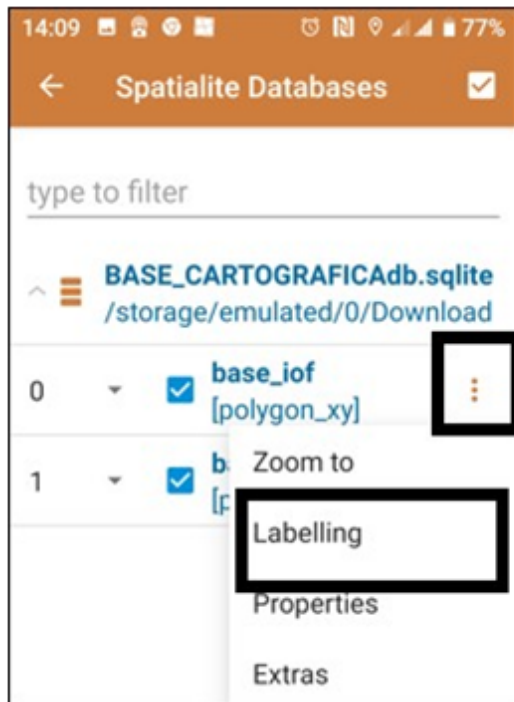 14:09 77%
Spatialite Databases
type to filter
BASE_CARTOGRAFICAdb.sqlite
/storage/emulated/0/Download
0 base_iof
[polygon_xy]
Zoom to
1
Labelling
Properties
Extras